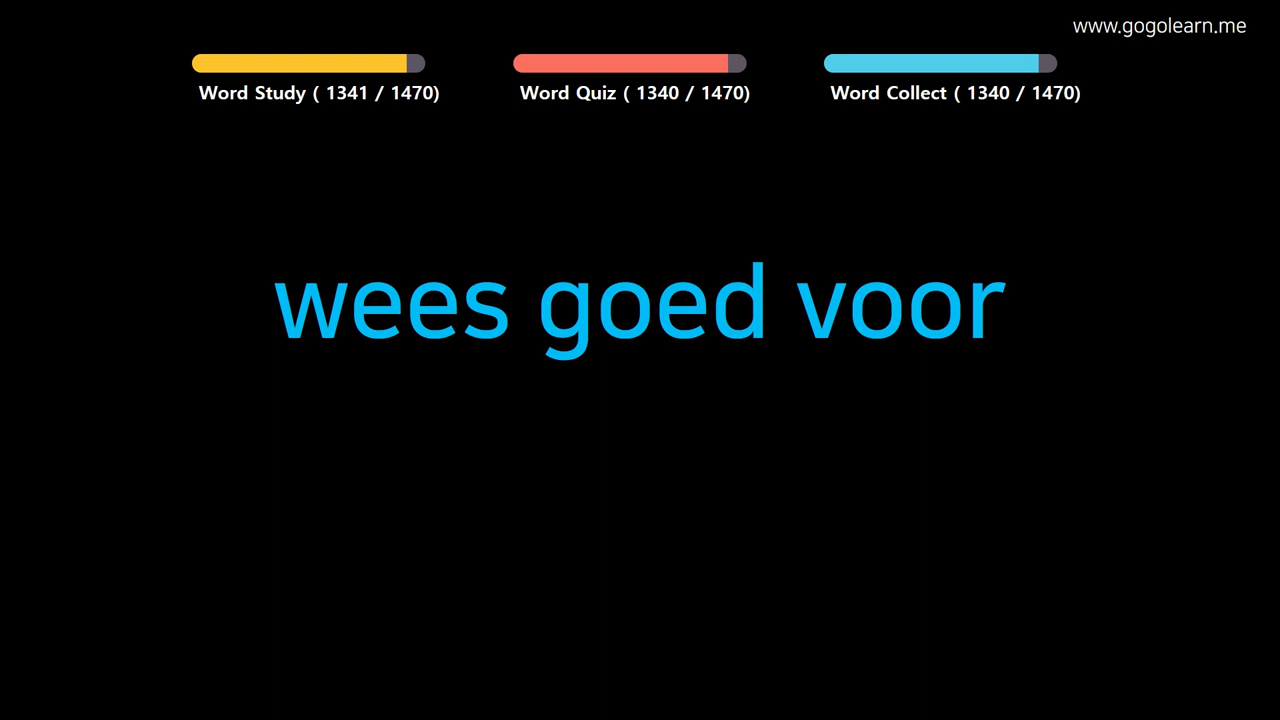 www.gogolearn.me
Word Study ( 1341 / 1470)
Word Quiz ( 1340 / 1470)
Word Collect ( 1340 / 1470)
wees goed voor